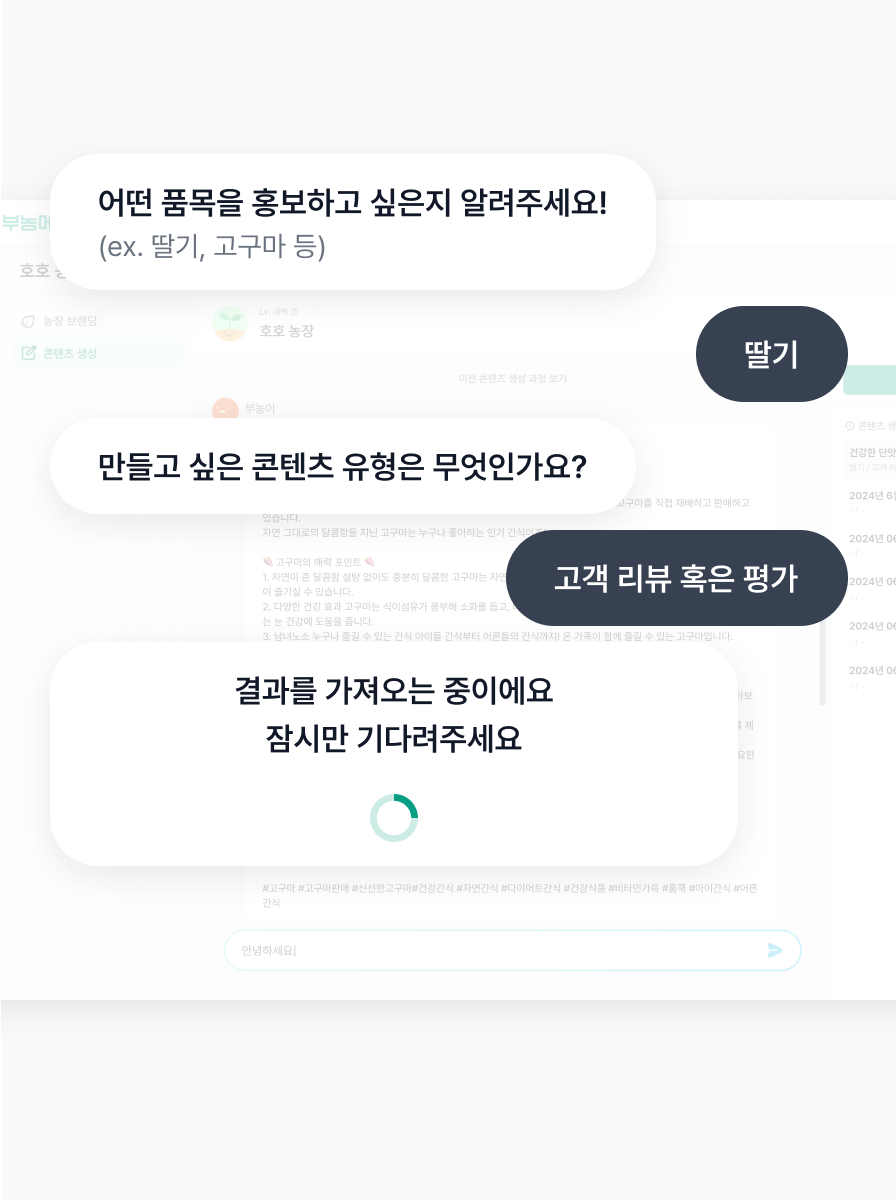 어떤 품목을 홍보하고 싶은지 알려주세요!
(ex. 딸기, 고구마 등)
호호
농장 브랜딩
콘텐츠 생성
Lv. 새싹
호호 농장
딸기
이전 콘텐츠 생성 과정 보기
부농이
콘텐츠
건강한 단맛
딸기 / 고객
만들고 싶은 콘텐츠 유형은 무엇인가요?
고구마를 직접 재배하고 판매하고
있습니다.
자연 그대로의 달콤함을 지닌 고구마는 누구나 좋아하는 인기 간식이
2024년
- / -
2024년 06
- / -
고구마의 매력 포인트
1. 자연이 준 달콤함 설탕 없이도 충분히 달콤한 고구마는
이 즐기실 수 있습니다.
2. 다양한 건강 효과 고구마는 식이섬유가 풍부해 소화를 돕고,
는 눈 건강에 도움을 줍니다.
3. 남녀노소 누구나 즐길 수 있는 간식 아이들 간식부터 어른들의 간식까지! 온 가족이 함께 즐길 수 있는 고구마입니다.
고객 리뷰 혹은 평가
2024년 06
- / -
2024년 06
- / -
2024년 06
- / -
결과를 가져오는 중이에요
잠시만 기다려주세요
#고구마 #고구마판매 #신선한고구마#건강간식 #자연간식 #다이어트간식 #건강식품 #비타민가득 #홈쿡 #아이간식 #어른
간식
안녕하세요|